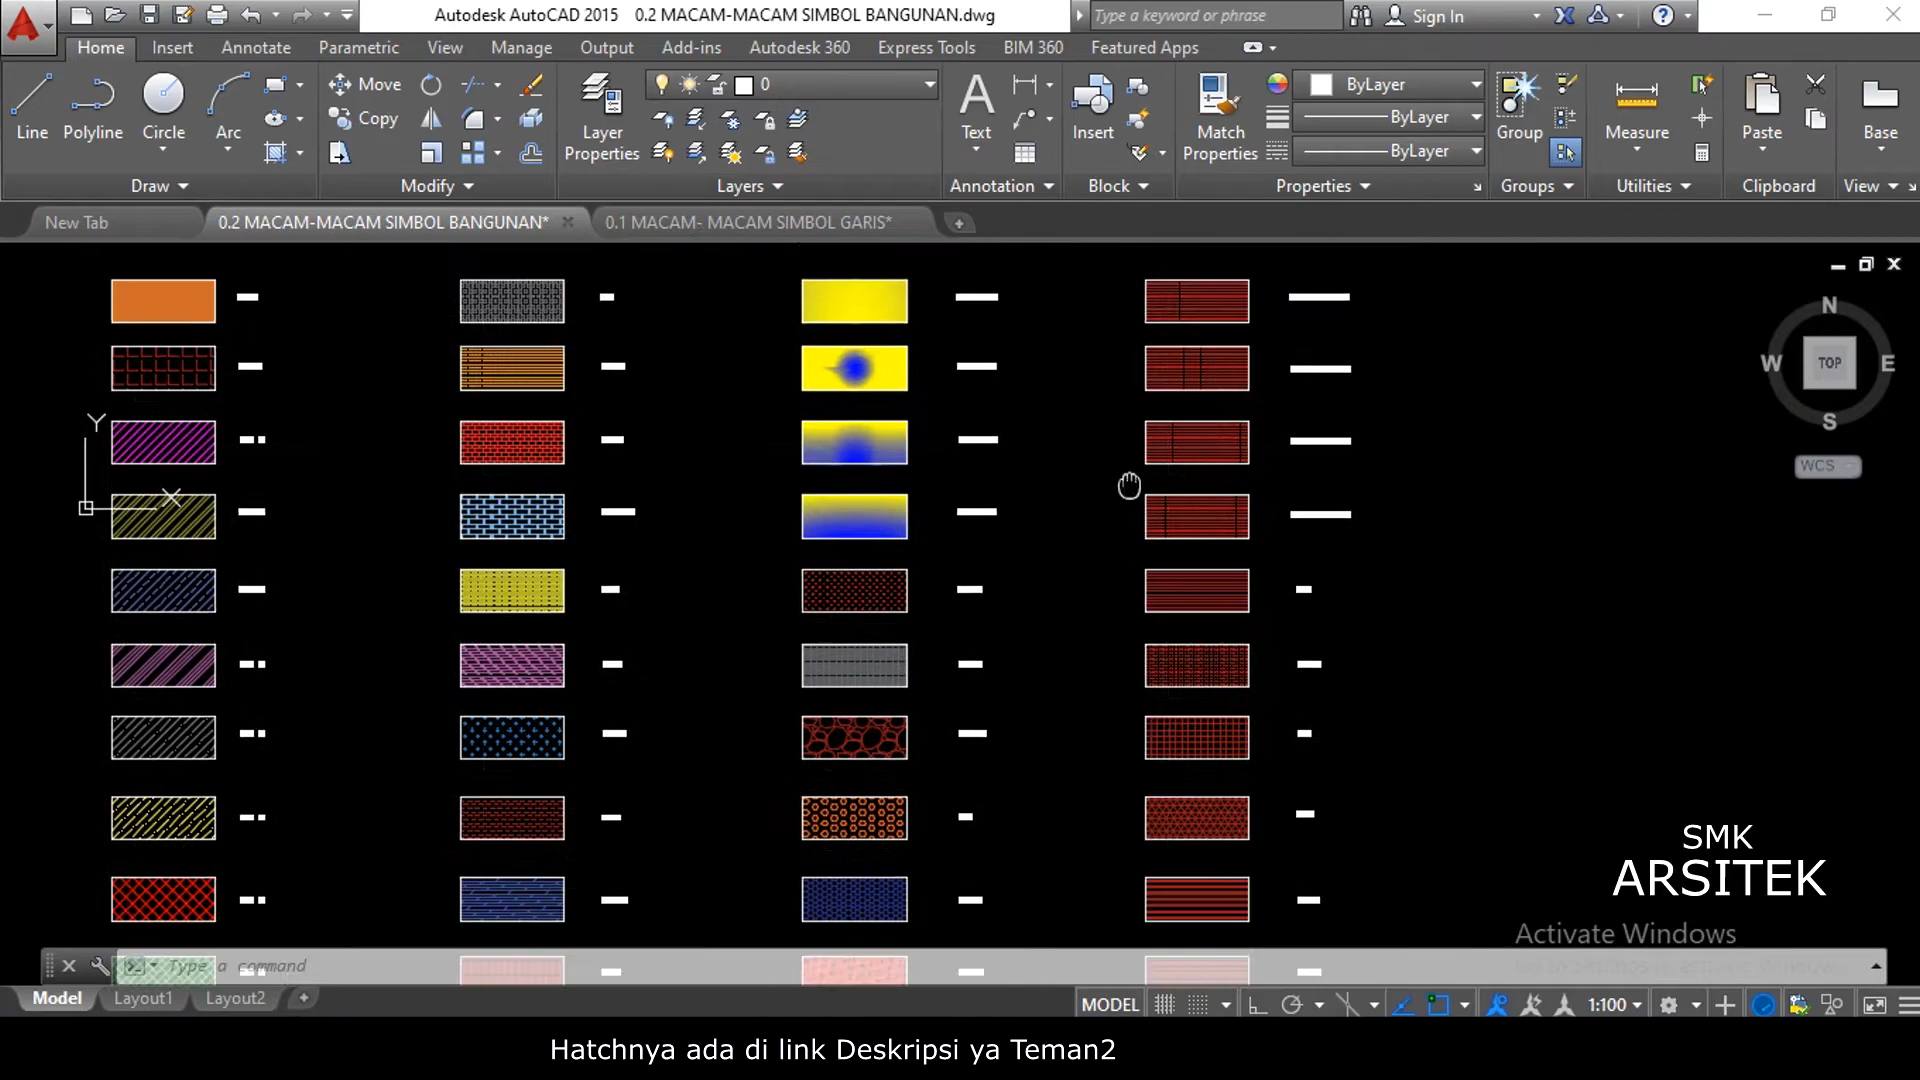 Autodesk AutoCAD 2015 0.2 MACAM-MACAM SIMBOL BANGUNAN.dwg
Type a keyword or phrase
Sign In
Home Insert Annotate Parametric View Manage Output Add-ins Autodesk 360 Express Tools BIM 360 Featured Apps
Line Polyline Circle Arc
Move
Copy
Layer Properties
0
Text
Insert
Match Properties
ByLayer
ByLayer
ByLayer
Group
Measure
Paste
Base
Draw Modify Layers Annotation Block Properties Groups Utilities Clipboard View
New Tab 0.2 MACAM-MACAM SIMBOL BANGUNAN* 0.1 MACAM- MACAM SIMBOL GARIS*
N
W TOP E
S
WCS
Y
X
SMK
ARSITEK
Activate Windows
Type a command
Model Layout1 Layout2
MODEL 1:100
Hatchnya ada di link Deskripsi ya Teman2